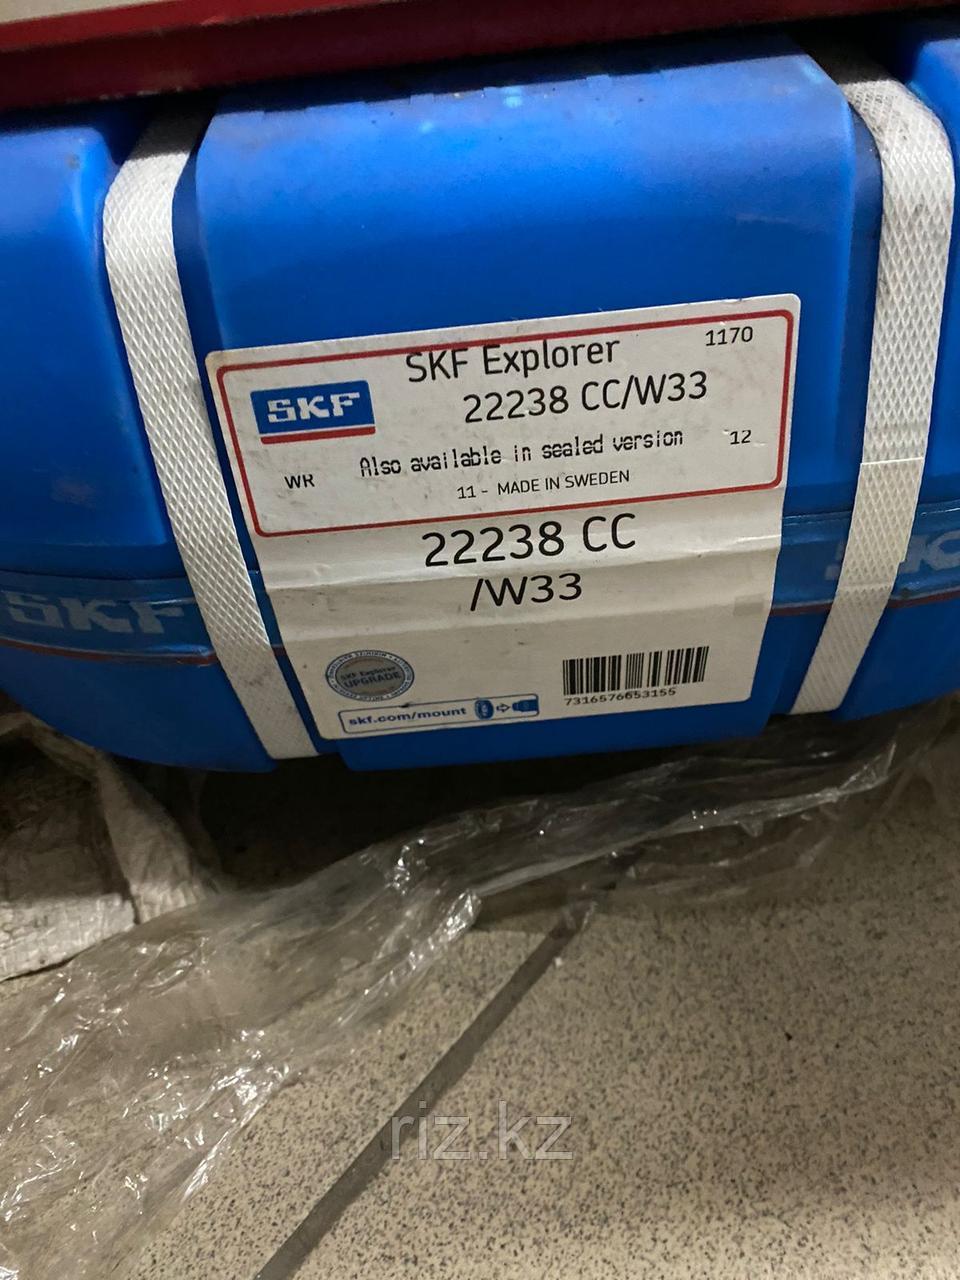 SKF Explorer 1170
SKF 22238 CC/W33
Also available in sealed version 12
WR 11 - MADE IN SWEDEN
22238 CC
/W33
SKF SK
SKF Explorer
UPGRADE
skf.com/mount
7316576653155
riz.kz